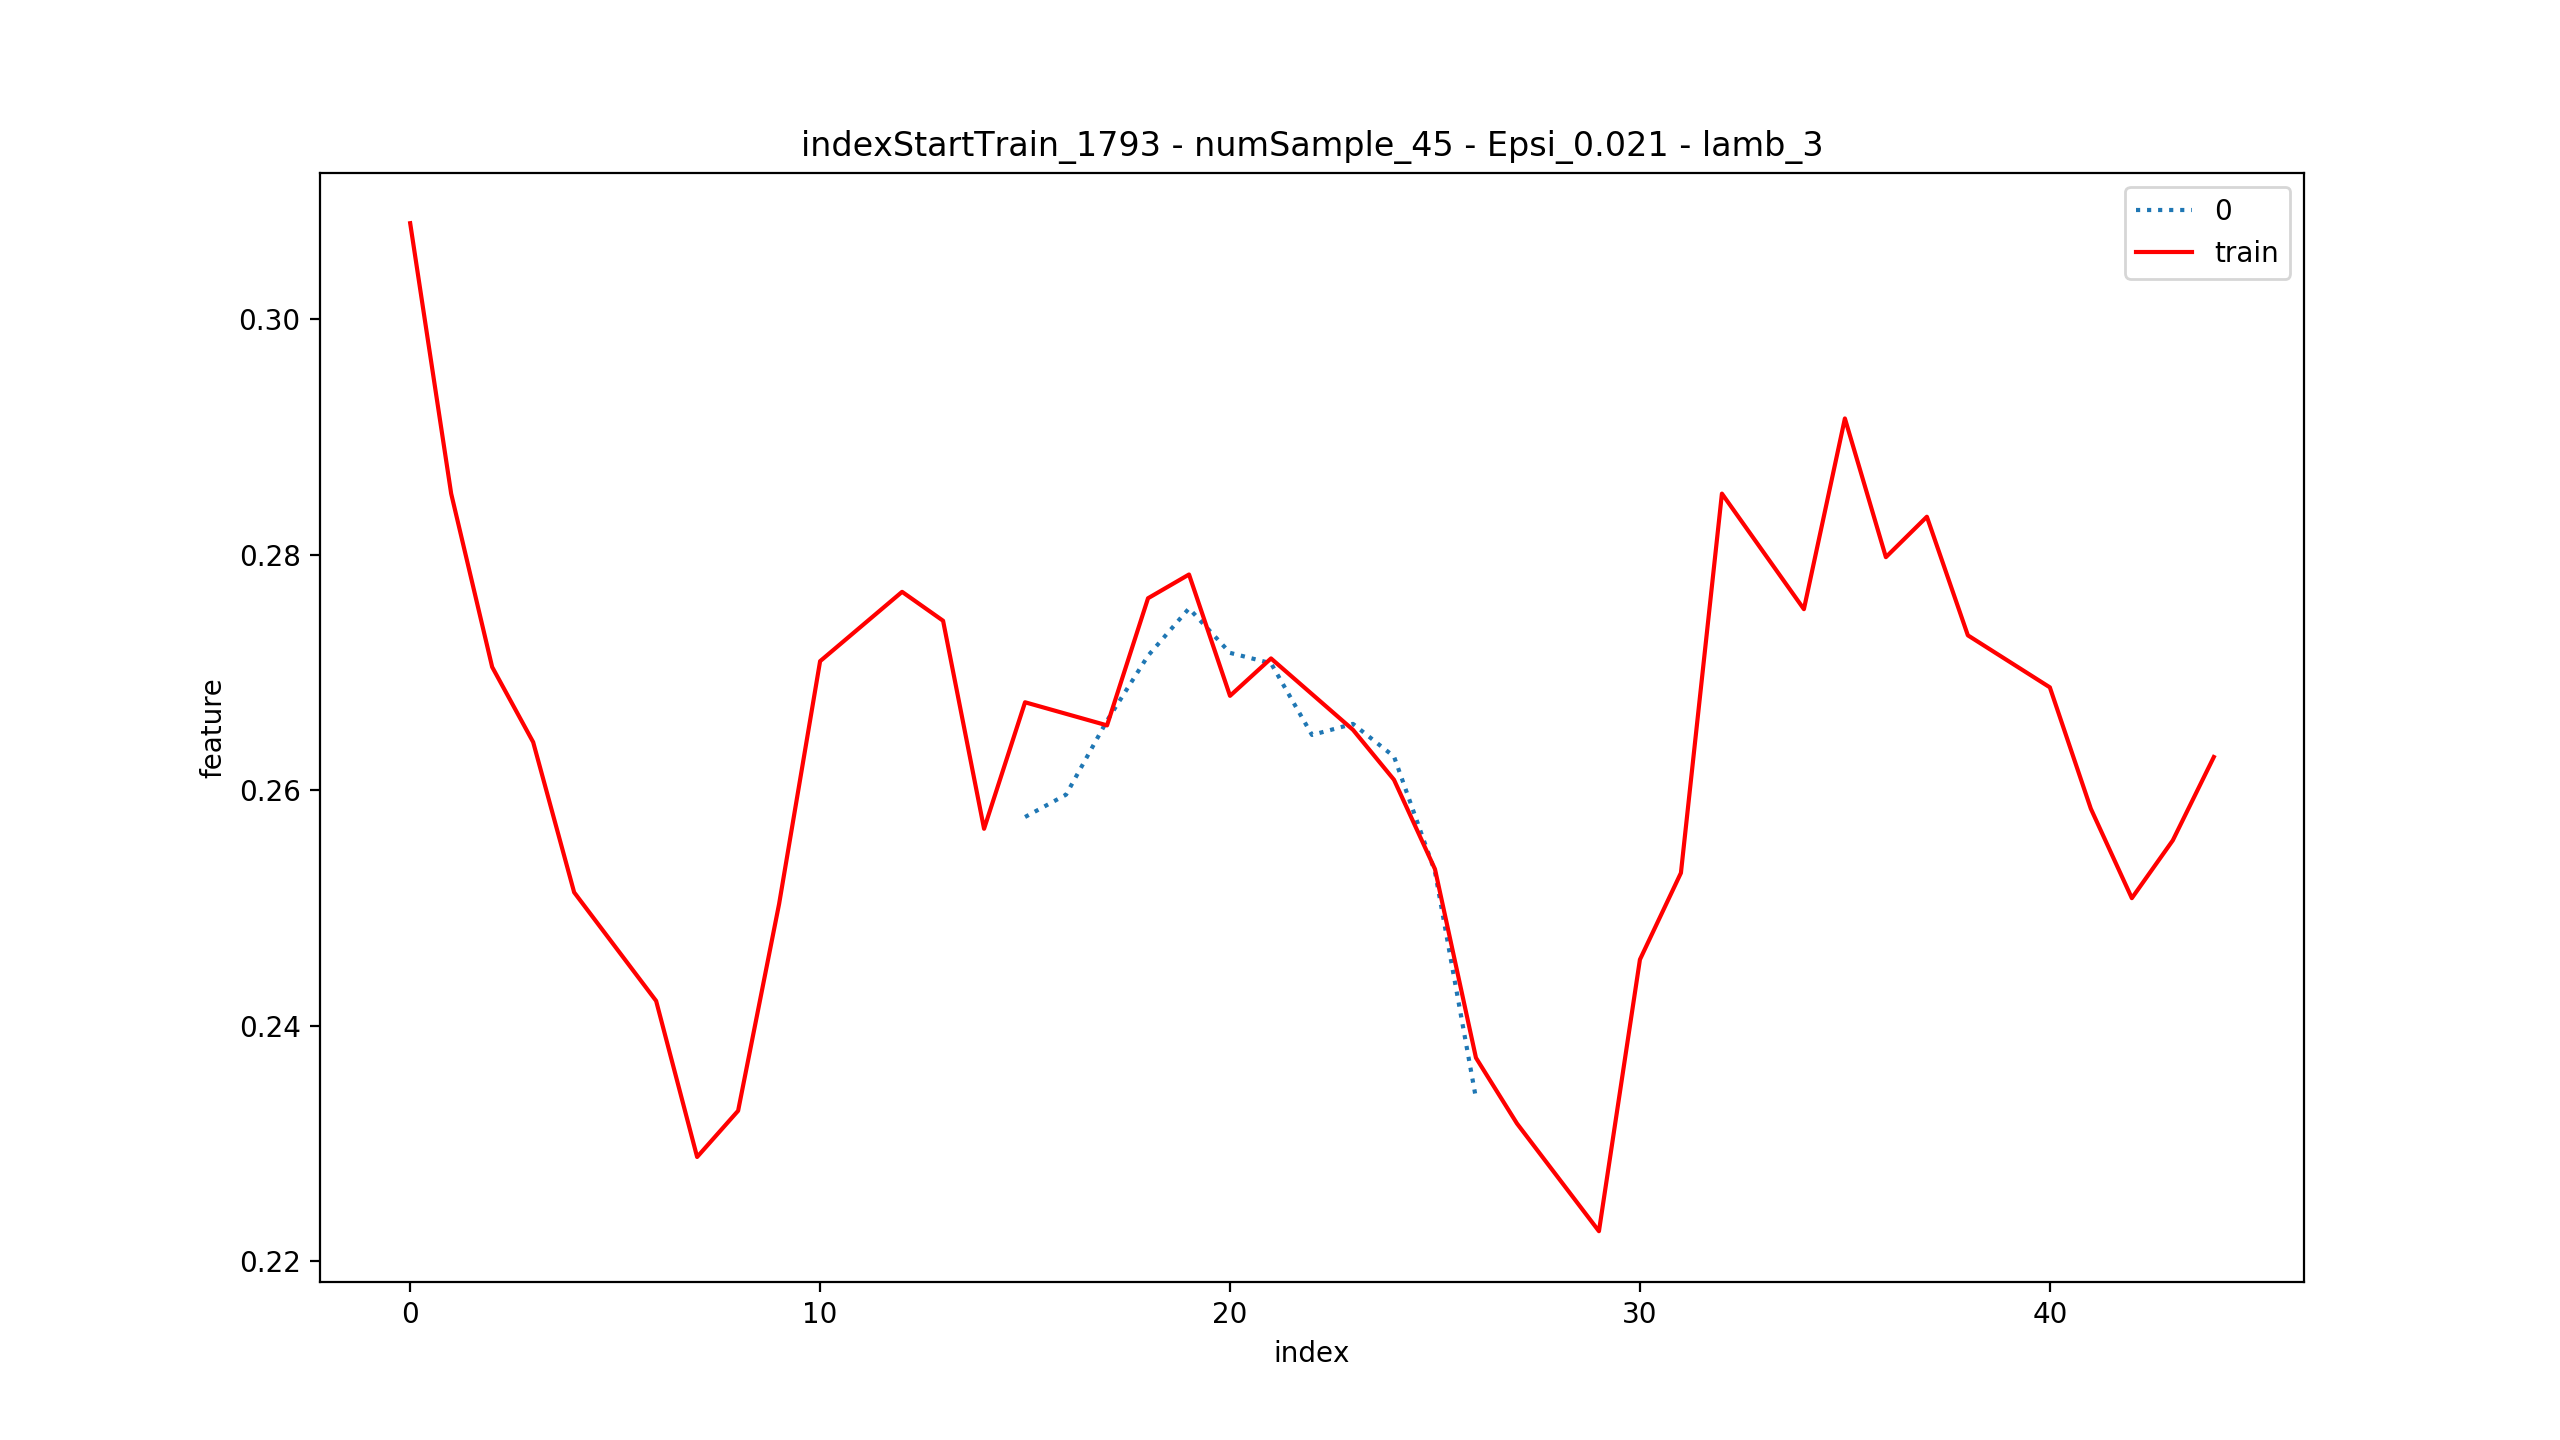 indexStartTrain_1793 - numSample_45 - Epsi_0.021 - lamb_3
0
train
0.30
0.28
0.26
0.24
0.22
feature
0 10 20 30 40
index